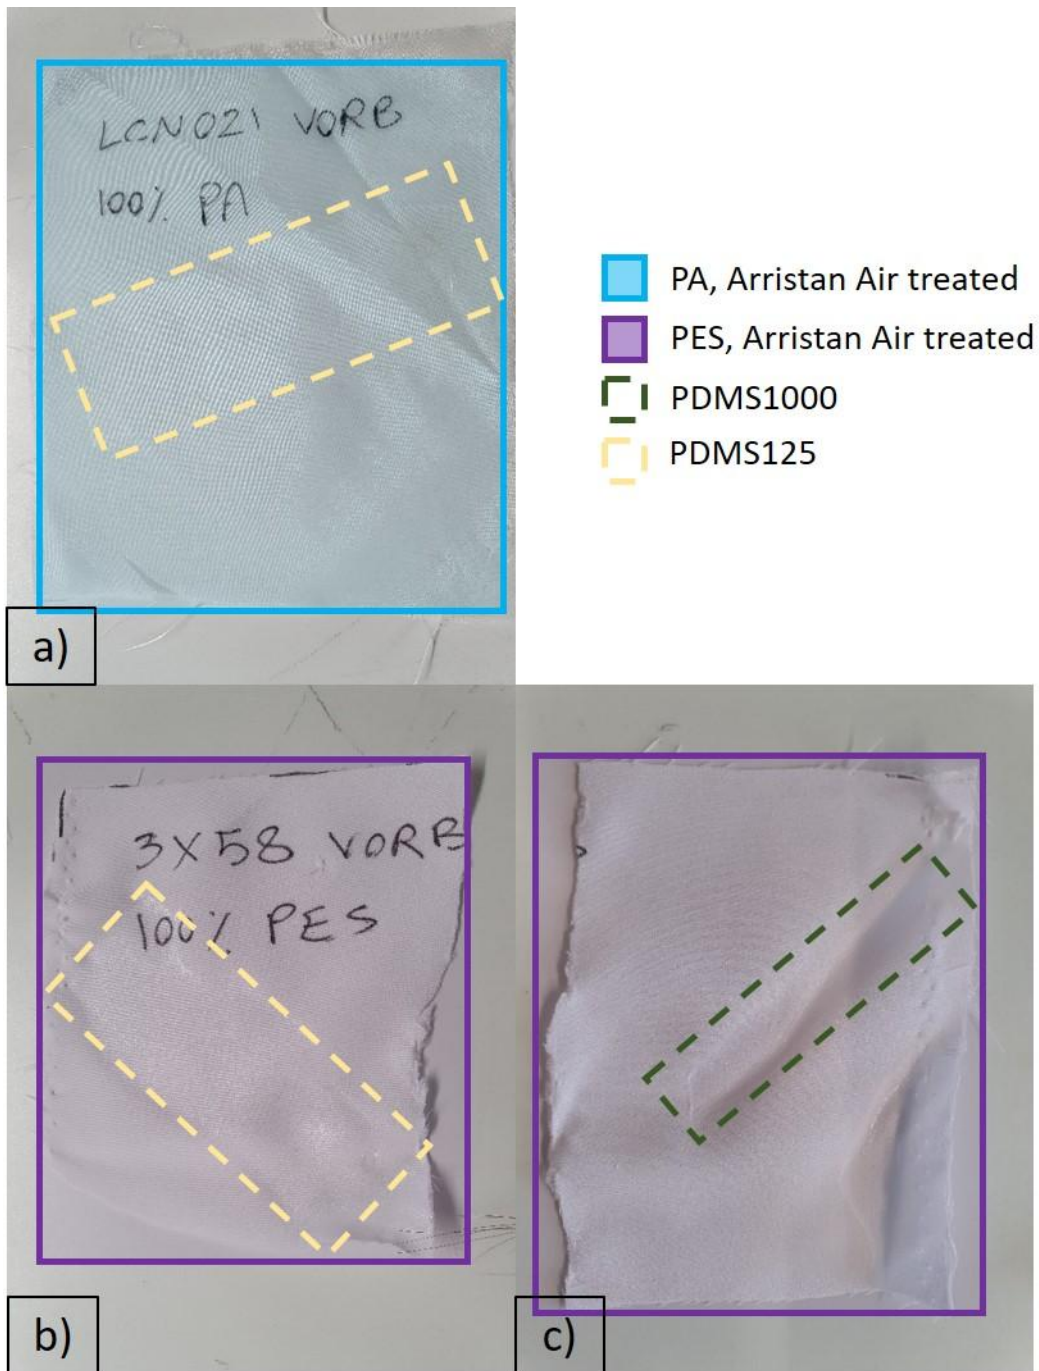 LCN021 VORB
100% PA
PA, Arristan Air treated
PES, Arristan Air treated
PDMS1000
PDMS125
a)
3X58 VORB
100% PES
b)
c)